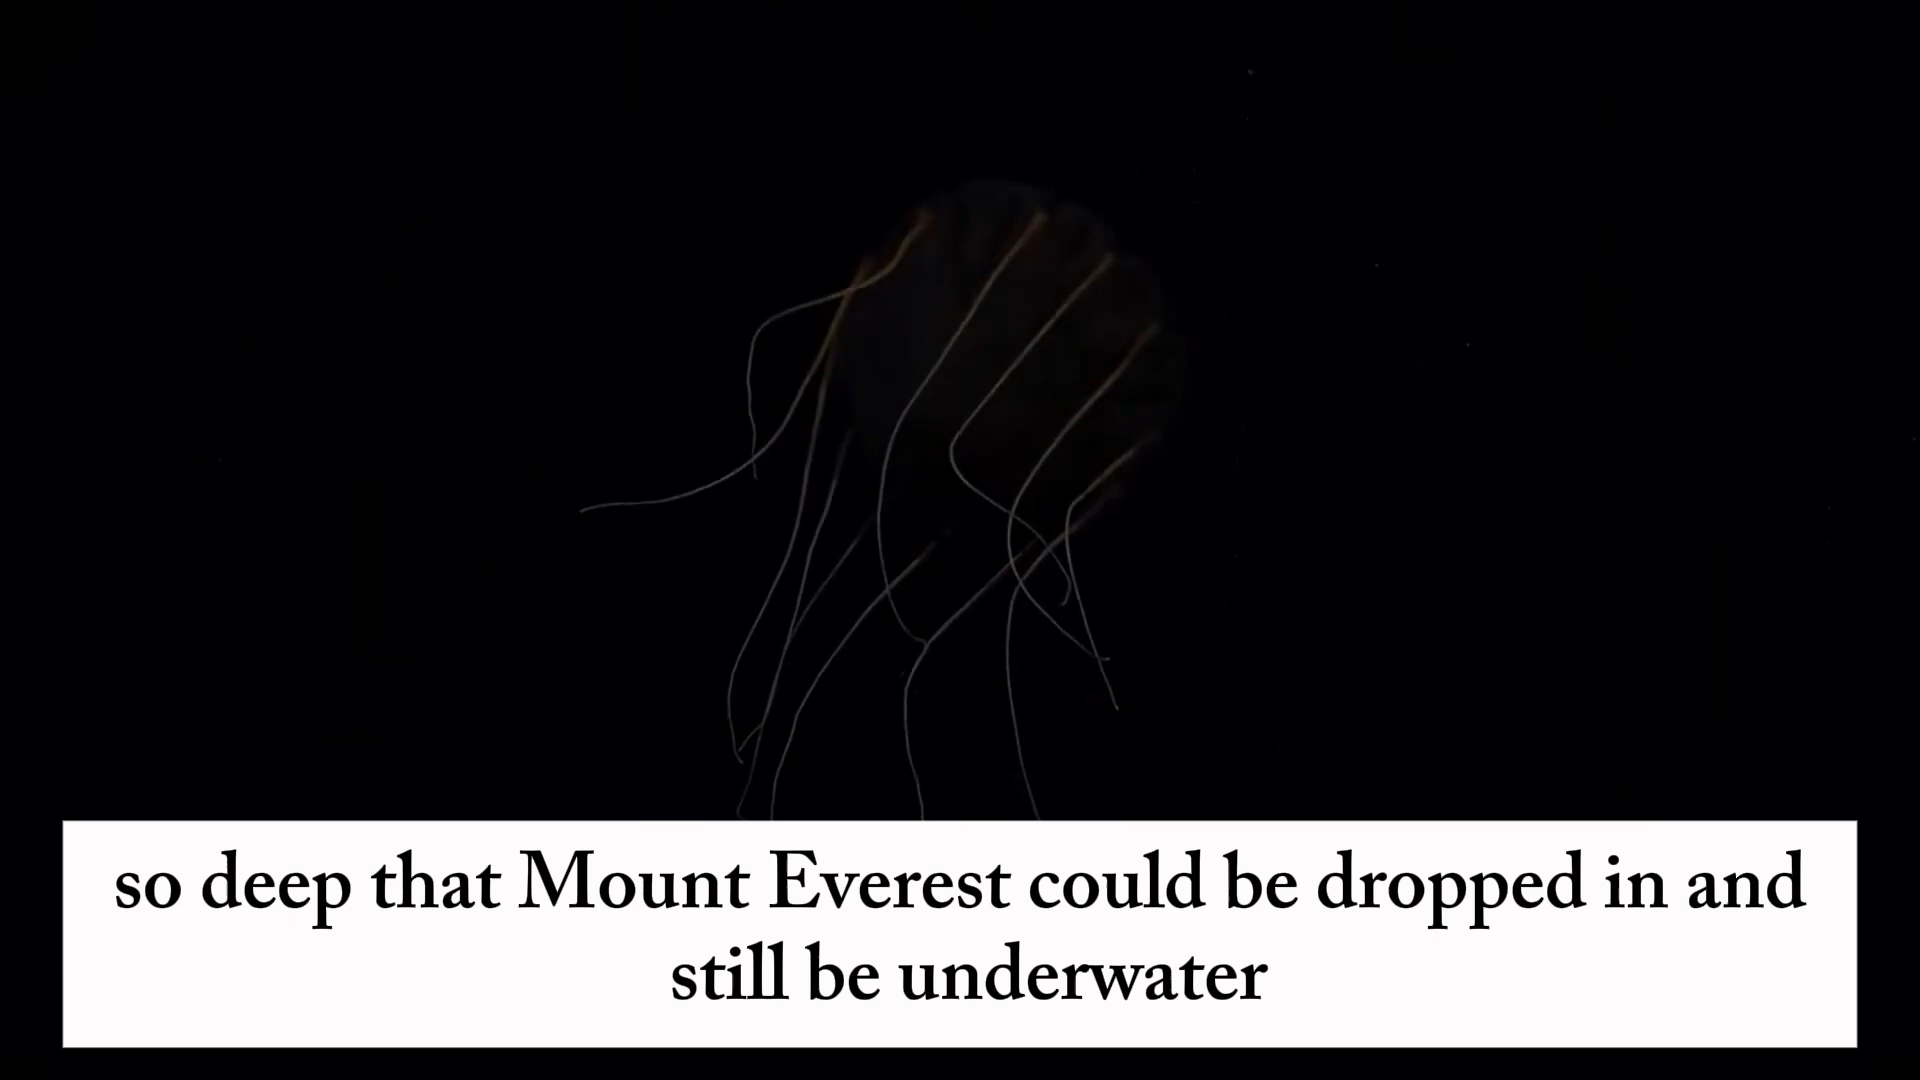 so deep that Mount Everest could be dropped in and
still be underwater